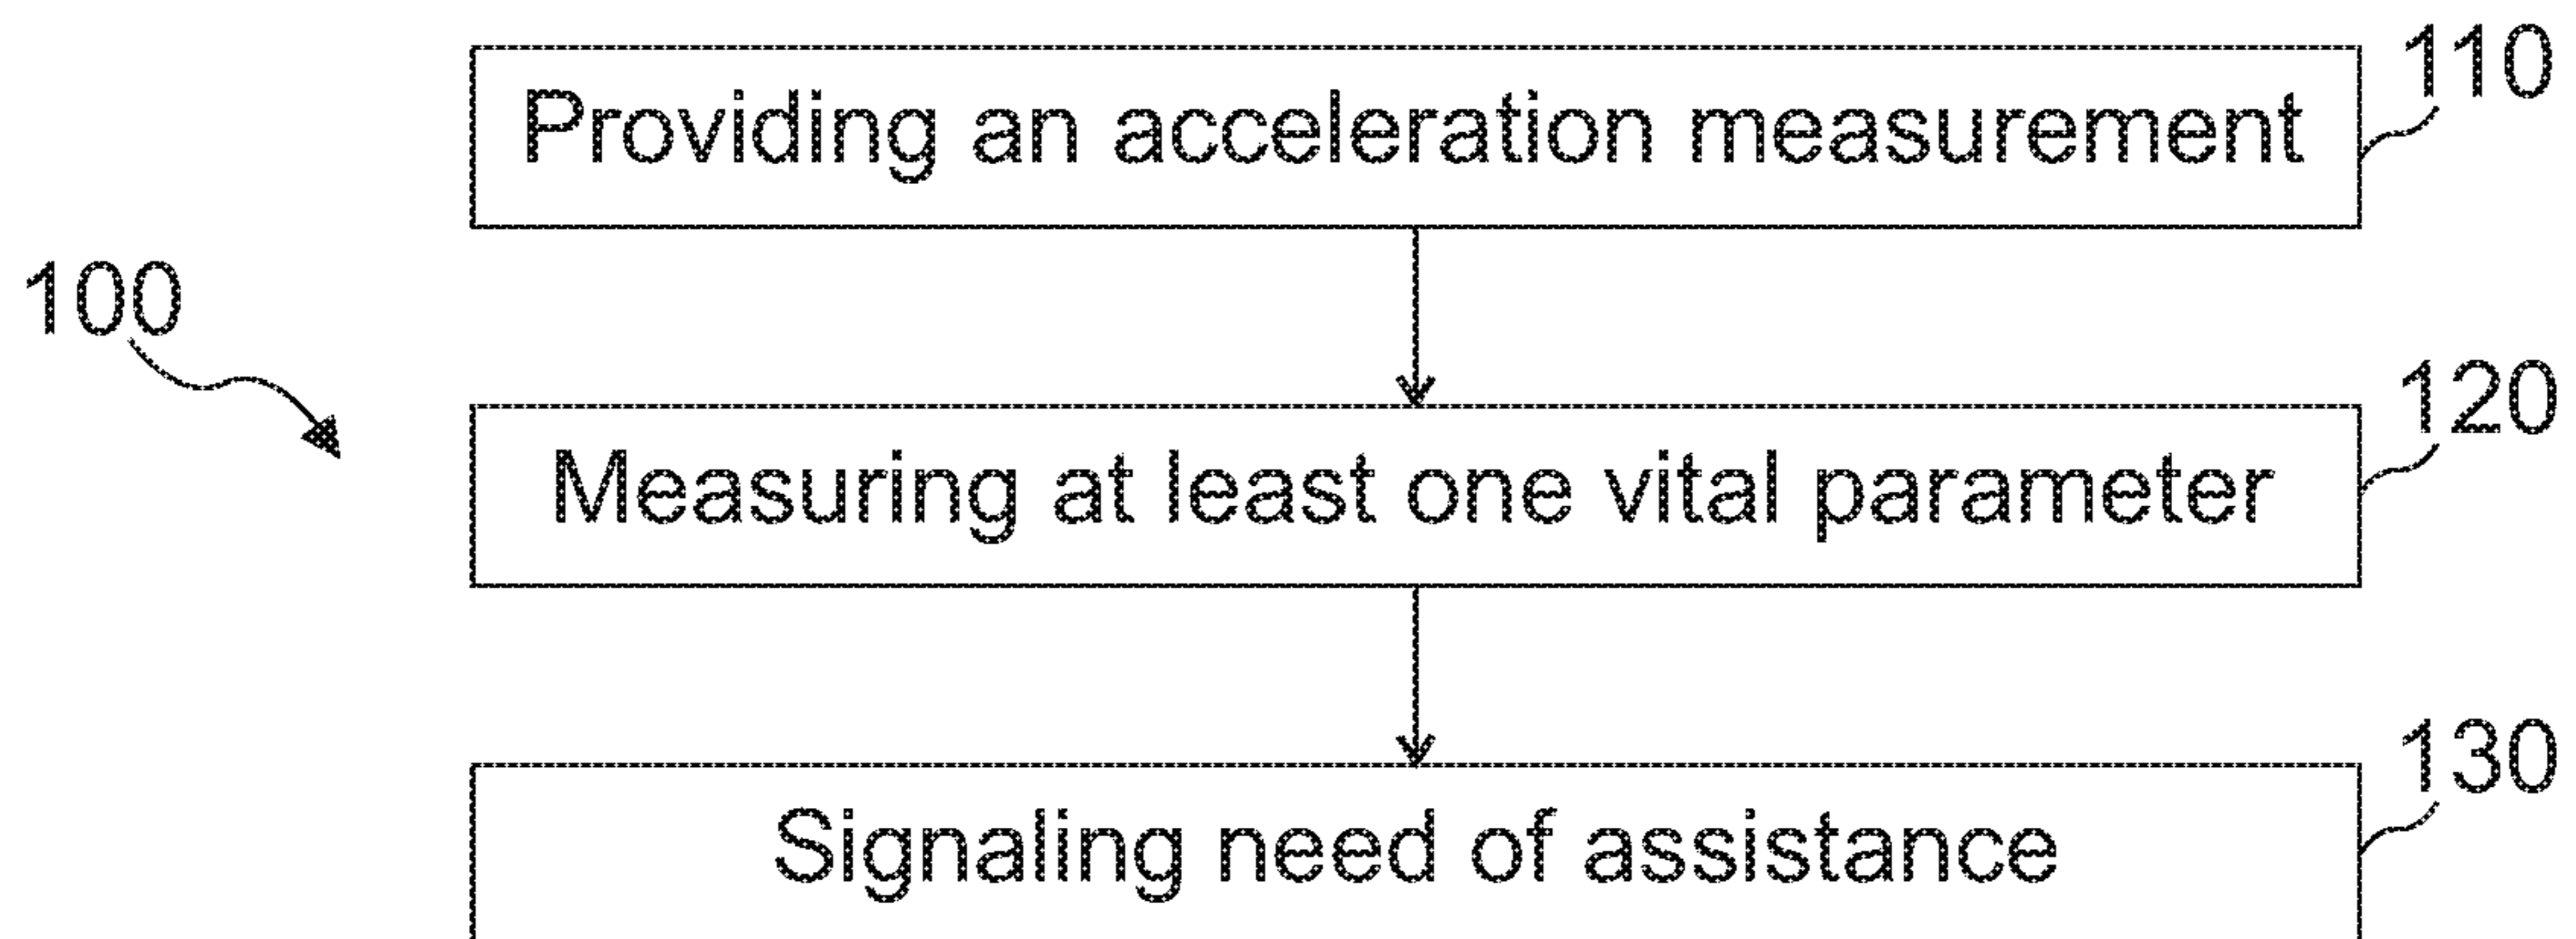 Providing an acceleration measurement 110
100
Measuring at least one vital parameter 120
Signaling need of assistance 130